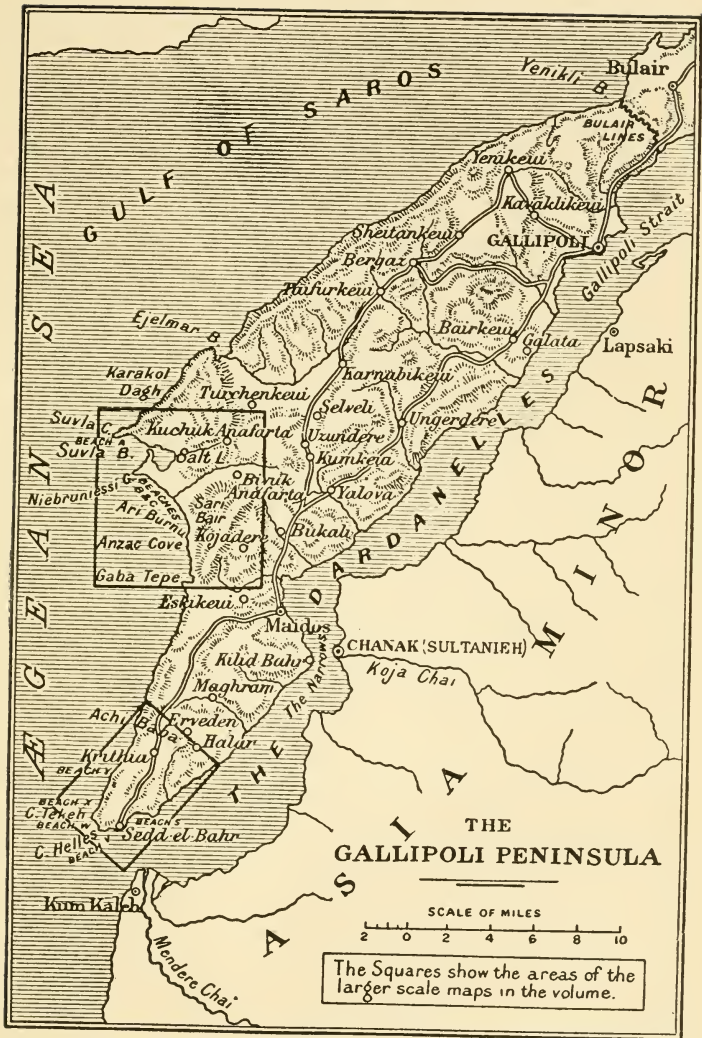 Bulair
Yenikli B.
BULAIR
LINES
GULF OF SAROS
Yenikeui
Kavaklikeui
Sheitankeui
GALLIPOLI
Gallipoli Strait
Bergaz
Bairkeui
Galata
Lapsaki
Ejelmar B.
Karnabikeui
Karakol
Dagh
Turchenkeui
Selveli
Ungerdere
Suvla C.
BEACH A
Suvla B.
Kuchuk Anafarta
Salt L.
Uzundere
Kumkeia
Niebruniessi
BEACHES
B & C
Biyuk
Anafarta
Yalova
Ari Burnu
Sari
Bair
Anzac Cove
Kojadere
Bukali
Gaba Tepe
Eskikeui
Maidos
ÆGEAN SEA
THE DARDANELLES
ASIA MINOR
Kilid Bahr
The Narrows
CHANAK (SULTANIEH)
Koja Chai
Maghram
Achi Baba
Erveden
Halar
Krithia
BEACH Y
BEACH X
C. Tekeh
BEACH W
BEACH S
C. Helles
BEACH V
Sedd-el-Bahr
Kum Kaleh
Mendere Chai
THE
GALLIPOLI PENINSULA
SCALE OF MILES
2 0 2 4 6 8 10
The Squares show the areas of the
larger scale maps in the volume.